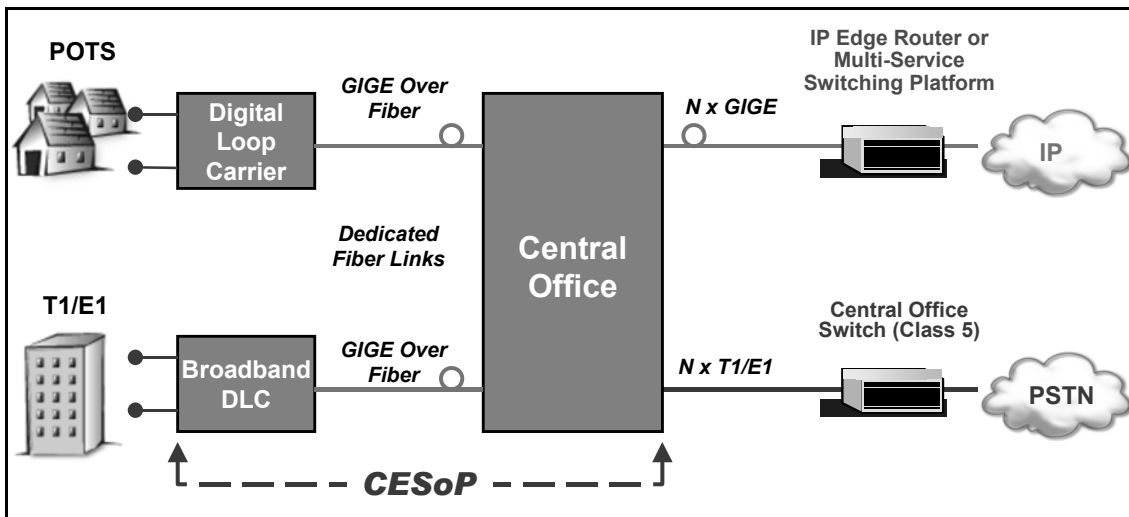 POTS
Digital
Loop
Carrier
GIGE Over
Fiber
Dedicated
Fiber Links
T1/E1
Broadband
DLC
GIGE Over
Fiber
Central
Office
N x GIGE
IP Edge Router or
Multi-Service
Switching Platform
IP
N x T1/E1
Central Office
Switch (Class 5)
PSTN
CESoP